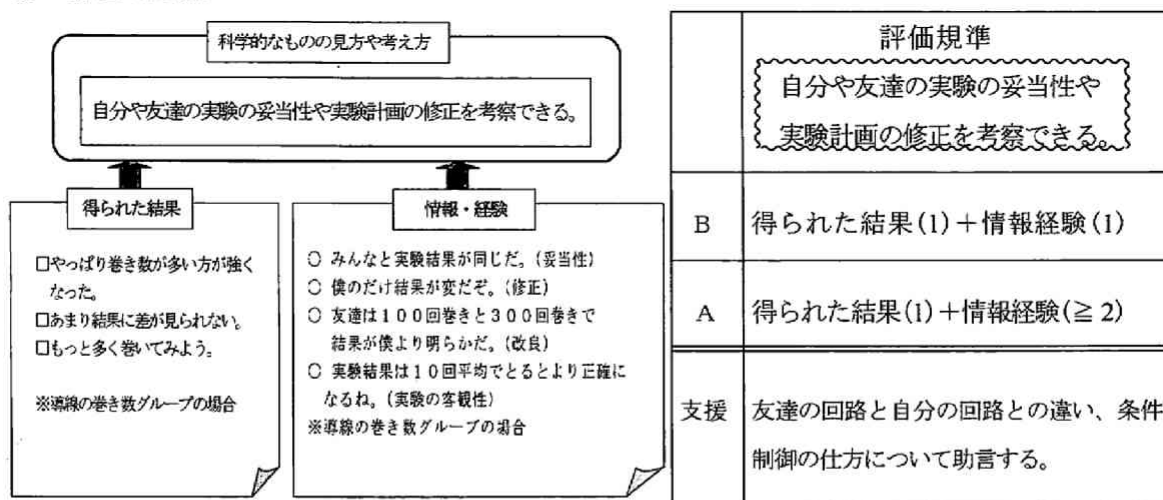 科学的なものの見方や考え方
自分や友達の実験の妥当性や実験計画の修正を考察できる。
得られた結果
□やっぱり巻き数が多い方が強く
なった。
□あまり結果に差が見られない。
□もっと多く巻いてみよう。
※導線の巻き数グループの場合
情報・経験
○ みんなと実験結果が同じだ。(妥当性)
○ 僕のだけ結果が変だぞ。(修正)
○ 友達は100回巻きと300回巻きで
結果が僕より明らかだ。(改良)
○ 実験結果は10回平均でとるとより正確に
なるね。(実験の客観性)
※導線の巻き数グループの場合
評価規準
自分や友達の実験の妥当性や
実験計画の修正を考察できる。
B 得られた結果(1)+情報経験(1)
A 得られた結果(1)+情報経験(≧2)
支援 友達の回路と自分の回路との違い、条件
制御の仕方について助言する。